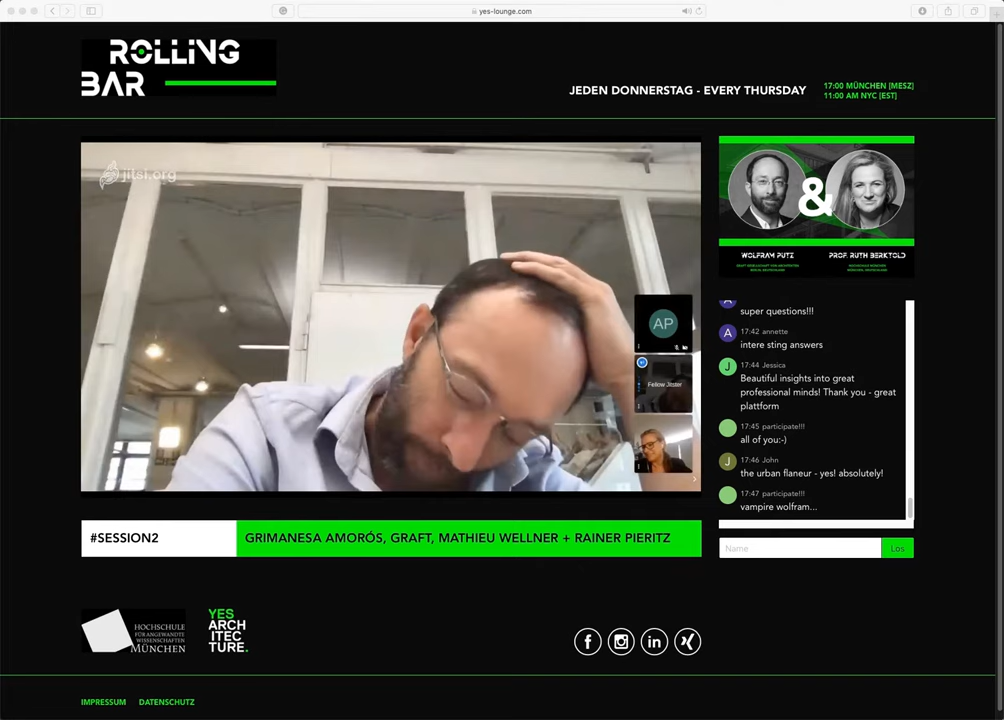 yes-lounge.com
ROLLING
BAR
JEDEN DONNERSTAG - EVERY THURSDAY
17:00 MÜNCHEN [MESZ]
11:00 AM NYC [EST]
jitsi.org
AP
Fellow Jitster
&
WOLFRAM PUTZ
PROF. RUTH BERKTOLD
A
super questions!!!
A
17:42 annette
intere sting answers
J
17:44 Jessica
Beautiful insights into great
professional minds! Thank you - great
plattform
17:45 participate!!!
all of you:-)
J
17:46 John
the urban flaneur - yes! absolutely!
17:47 participate!!!
vampire wolfram...
#SESSION2
GRIMANESA AMORÓS, GRAFT, MATHIEU WELLNER + RAINER PIERITZ
Name
Los
HOCHSCHULE
FÜR ANGEWANDTE
WISSENSCHAFTEN
MÜNCHEN
YES
ARCH
ITEC
TURE.
f
in
IMPRESSUM
DATENSCHUTZ